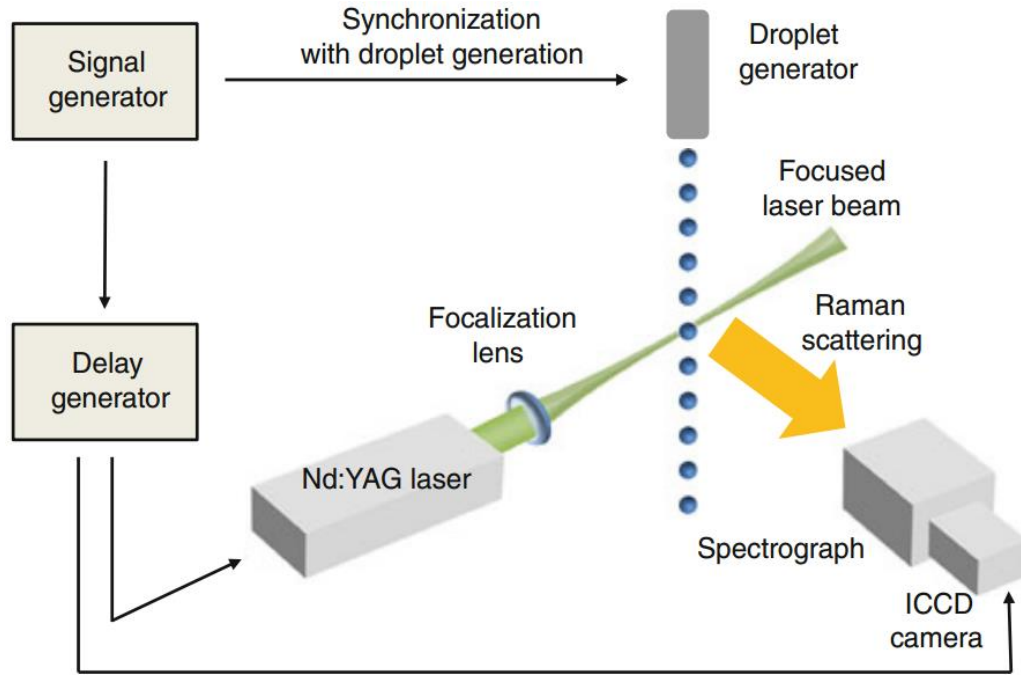 Signal
generator
Synchronization
with droplet generation
Droplet
generator
Focused
laser beam
Raman
scattering
Focalization
lens
Delay
generator
Nd:YAG laser
Spectrograph
ICCD
camera